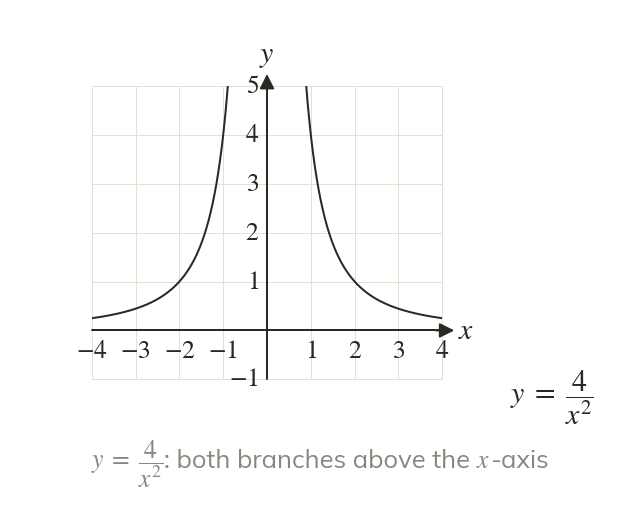 y
5
4
3
2
1
−4 −3 −2 −1 1 2 3 4 x
−1
y = 4/x²
y = 4/x²: both branches above the x-axis